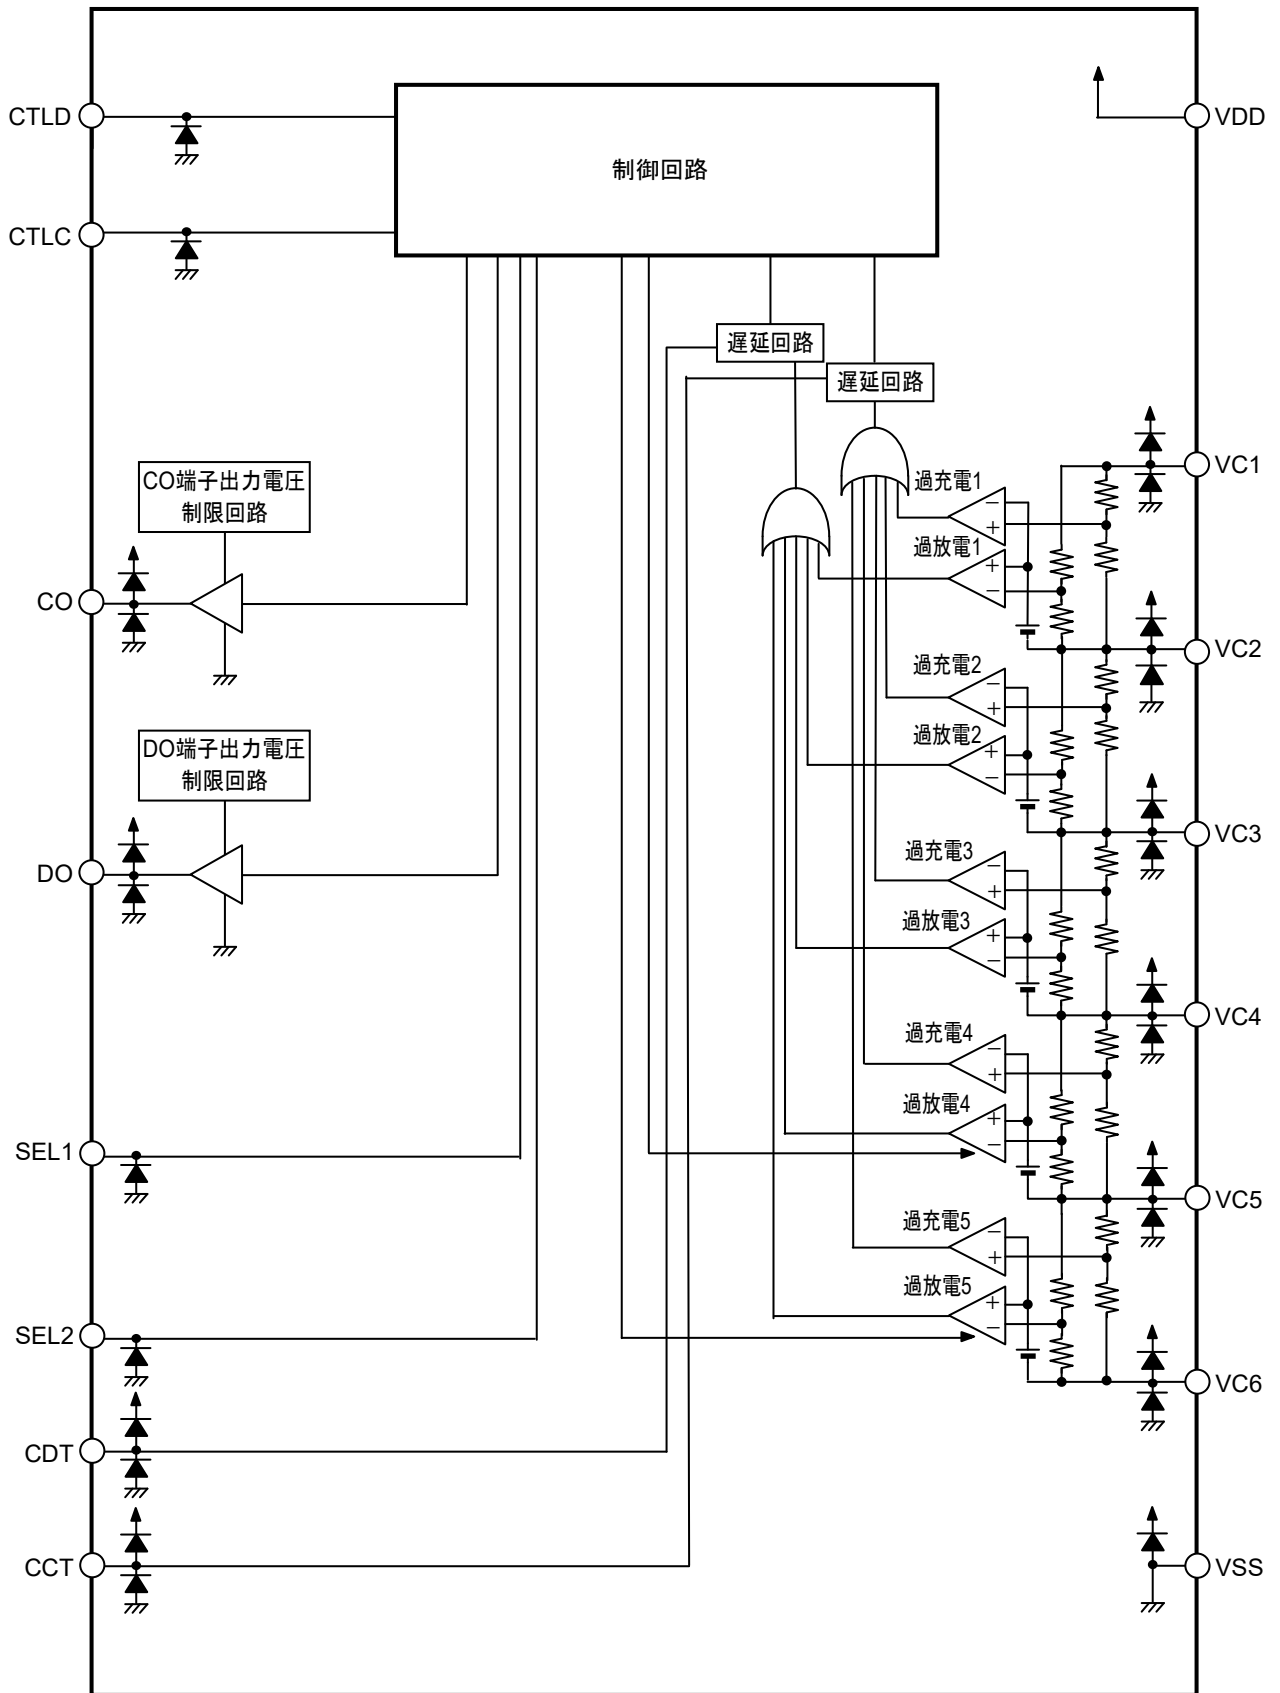 CTLD
VDD
制御回路
CTLC
遅延回路
遅延回路
CO端子出力電圧
制限回路
VC1
過充電1
−
+
過放電1
+
−
CO
VC2
過充電2
−
+
DO端子出力電圧
制限回路
過放電2
+
−
VC3
過充電3
−
+
DO
過放電3
+
−
VC4
過充電4
−
+
過放電4
+
−
SEL1
VC5
過充電5
−
+
過放電5
+
−
SEL2
VC6
CDT
CCT
VSS